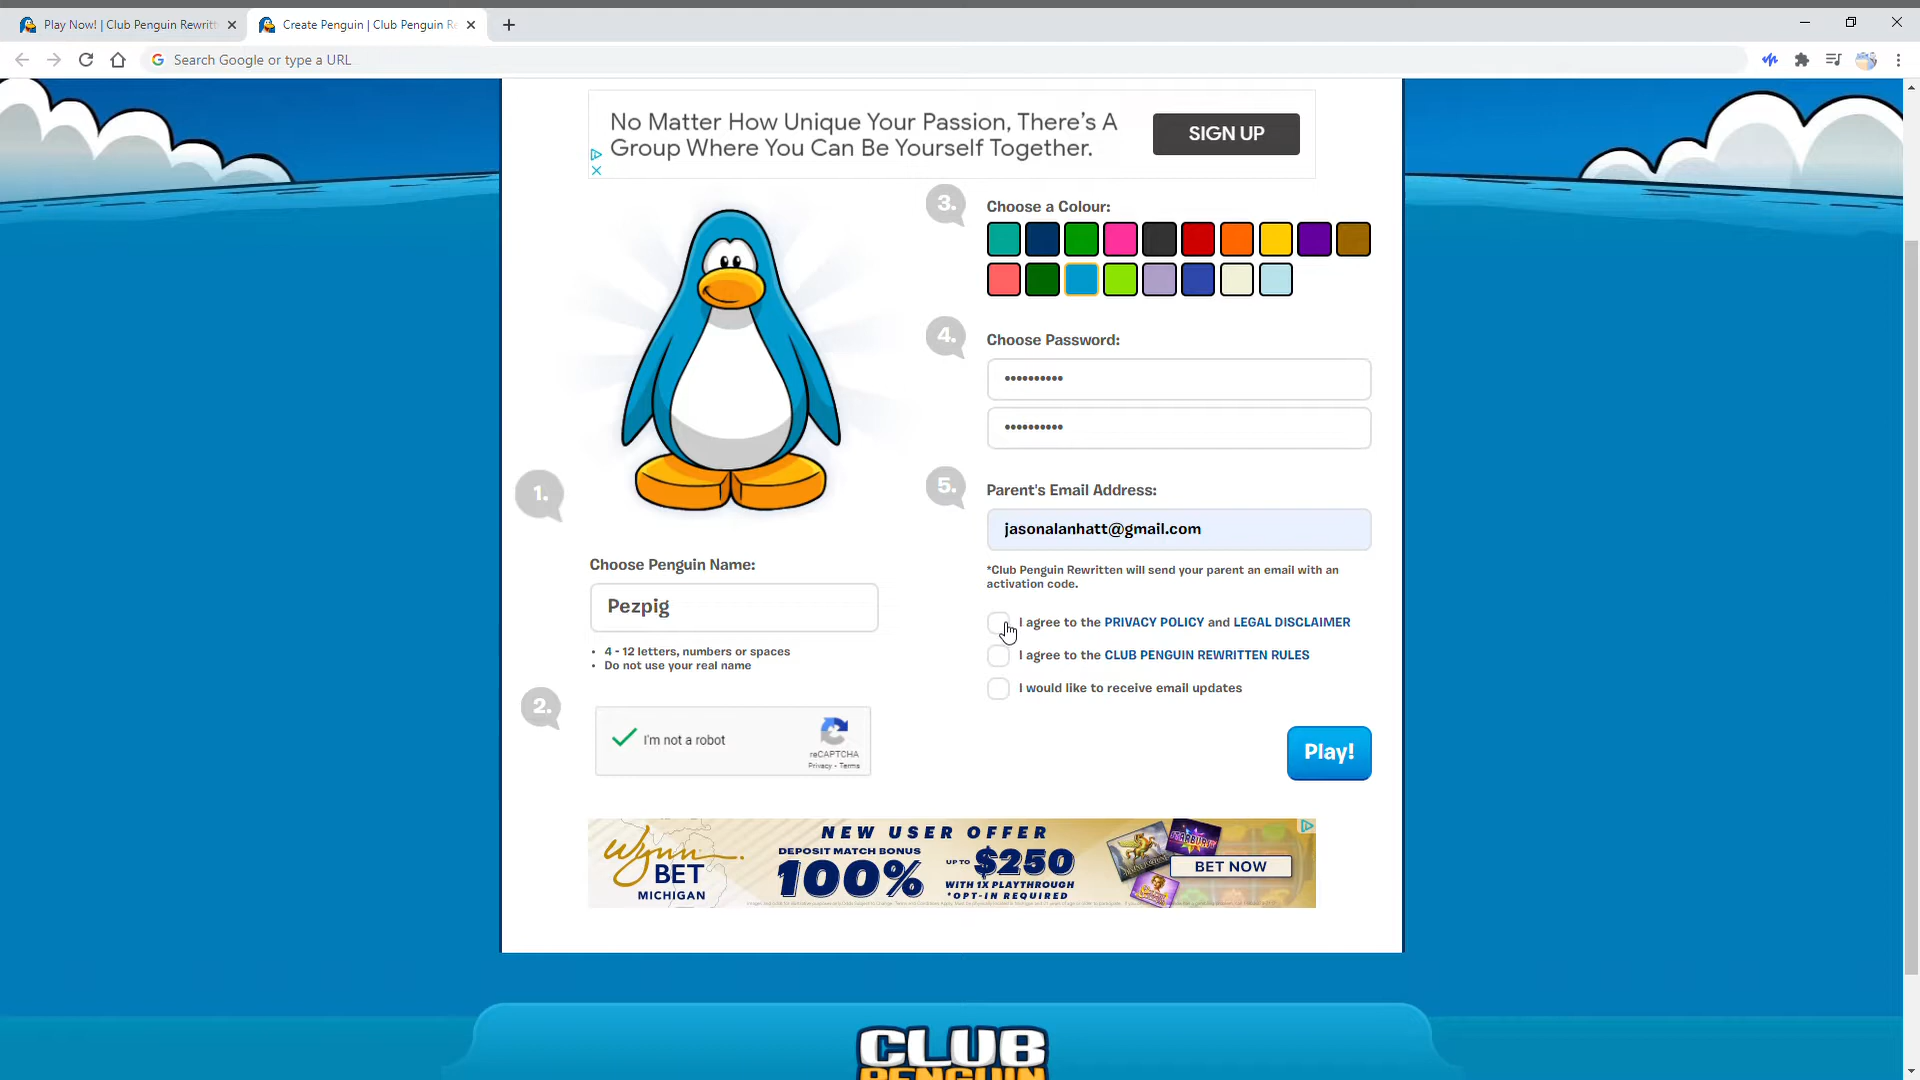 Play Now! | Club Penguin Rewritt
Create Penguin | Club Penguin Re
Search Google or type a URL
No Matter How Unique Your Passion, There's A
Group Where You Can Be Yourself Together.
SIGN UP
3.
Choose a Colour:
4.
Choose Password:
••••••••••
••••••••••
5.
Parent's Email Address:
jasonalanhatt@gmail.com
*Club Penguin Rewritten will send your parent an email with an
activation code.
I agree to the PRIVACY POLICY and LEGAL DISCLAIMER
I agree to the CLUB PENGUIN REWRITTEN RULES
I would like to receive email updates
Play!
1.
Choose Penguin Name:
Pezpig
• 4 - 12 letters, numbers or spaces
• Do not use your real name
2.
I'm not a robot
reCAPTCHA
Privacy - Terms
Wynn
BET
MICHIGAN
NEW USER OFFER
DEPOSIT MATCH BONUS
100%
UP TO $250
WITH 1X PLAYTHROUGH
*OPT-IN REQUIRED
STARBURST
BET NOW
CLUB
PENGUIN